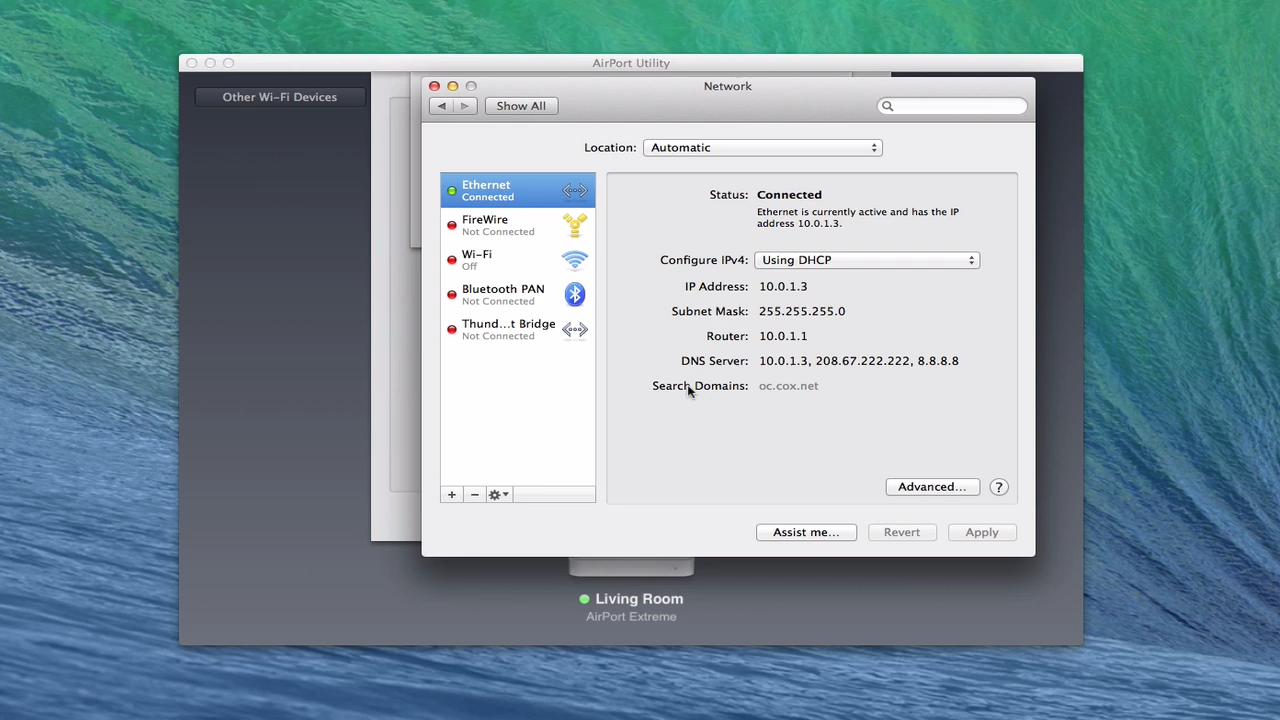 AirPort Utility
Other Wi-Fi Devices
Network
Show All
Location: Automatic
Ethernet
Connected
FireWire
Not Connected
Wi-Fi
Off
Bluetooth PAN
Not Connected
Thund...t Bridge
Not Connected
Status: Connected
Ethernet is currently active and has the IP
address 10.0.1.3.
Configure IPv4: Using DHCP
IP Address: 10.0.1.3
Subnet Mask: 255.255.255.0
Router: 10.0.1.1
DNS Server: 10.0.1.3, 208.67.222.222, 8.8.8.8
Search Domains: oc.cox.net
Advanced... ?
Assist me... Revert Apply
Living Room
AirPort Extreme